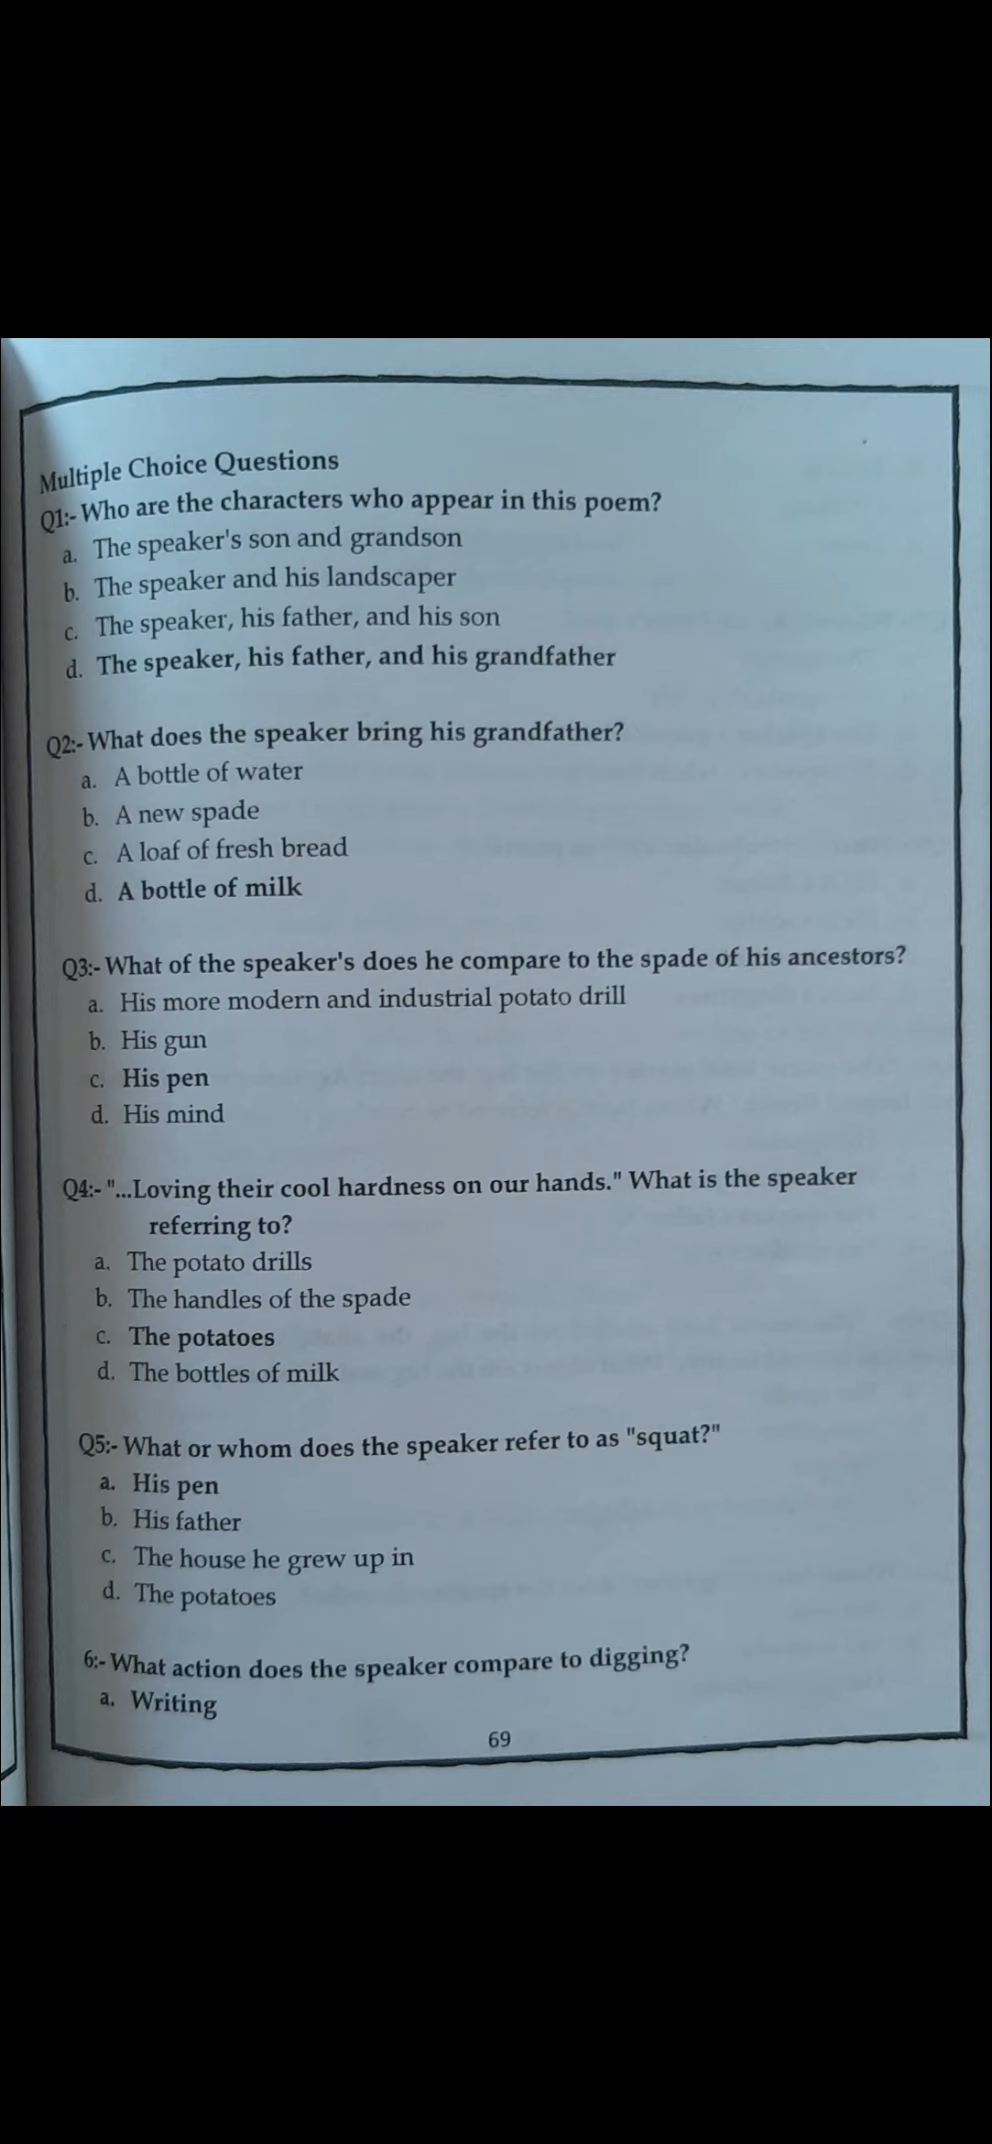 Multiple Choice Questions
Q1:- Who are the characters who appear in this poem?
a. The speaker's son and grandson
b. The speaker and his landscaper
c. The speaker, his father, and his son
d. The speaker, his father, and his grandfather
Q2:- What does the speaker bring his grandfather?
a. A bottle of water
b. A new spade
c. A loaf of fresh bread
d. A bottle of milk
Q3:- What of the speaker's does he compare to the spade of his ancestors?
a. His more modern and industrial potato drill
b. His gun
c. His pen
d. His mind
Q4:- "...Loving their cool hardness on our hands." What is the speaker
referring to?
a. The potato drills
b. The handles of the spade
c. The potatoes
d. The bottles of milk
Q5:- What or whom does the speaker refer to as "squat?"
a. His pen
b. His father
c. The house he grew up in
d. The potatoes
6:- What action does the speaker compare to digging?
a. Writing
69